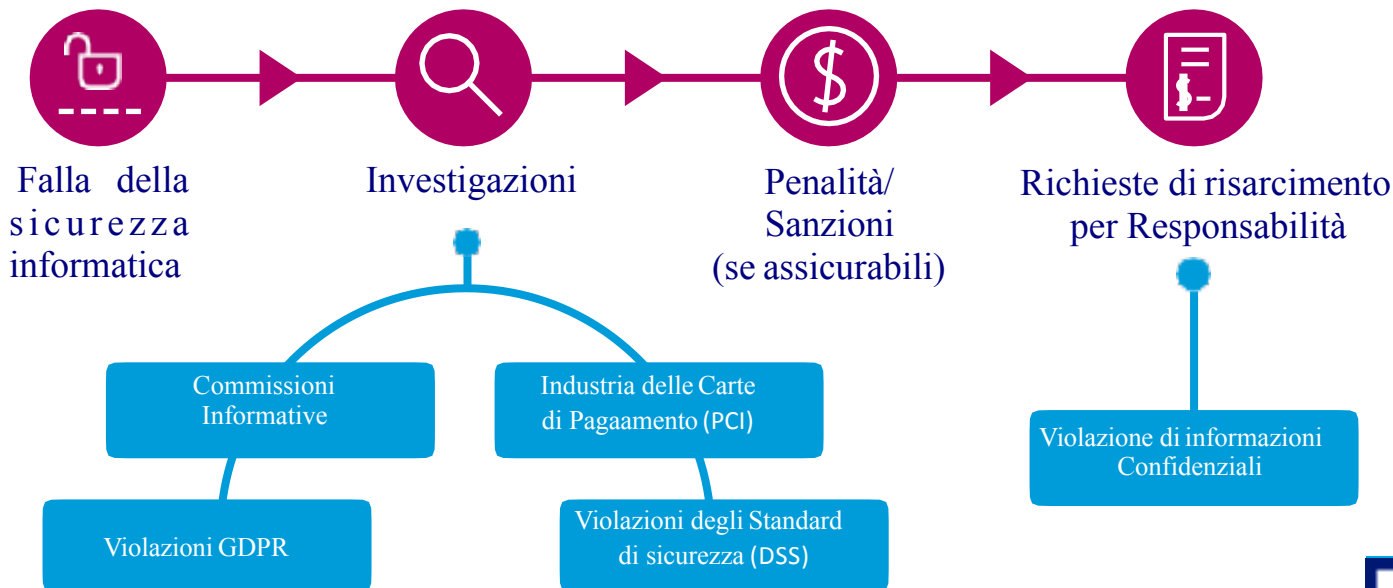 Falla della
sicurezza
informatica
Investigazioni
Penalità/
Sanzioni
(se assicurabili)
Richieste di risarcimento
per Responsabilità
Commissioni
Informative
Industria delle Carte
di Pagaamento (PCI)
Violazione di informazioni
Confidenziali
Violazioni GDPR
Violazioni degli Standard
di sicurezza (DSS)